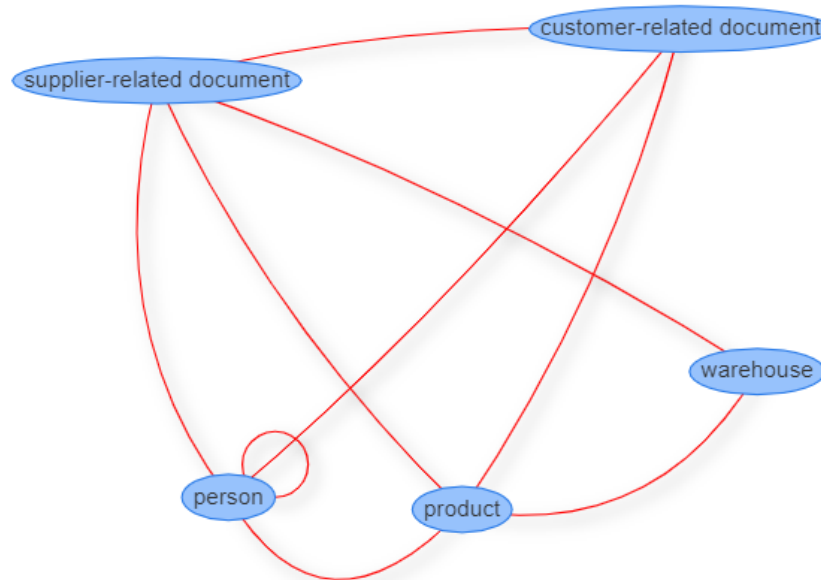 customer-related document
supplier-related document
warehouse
person
product